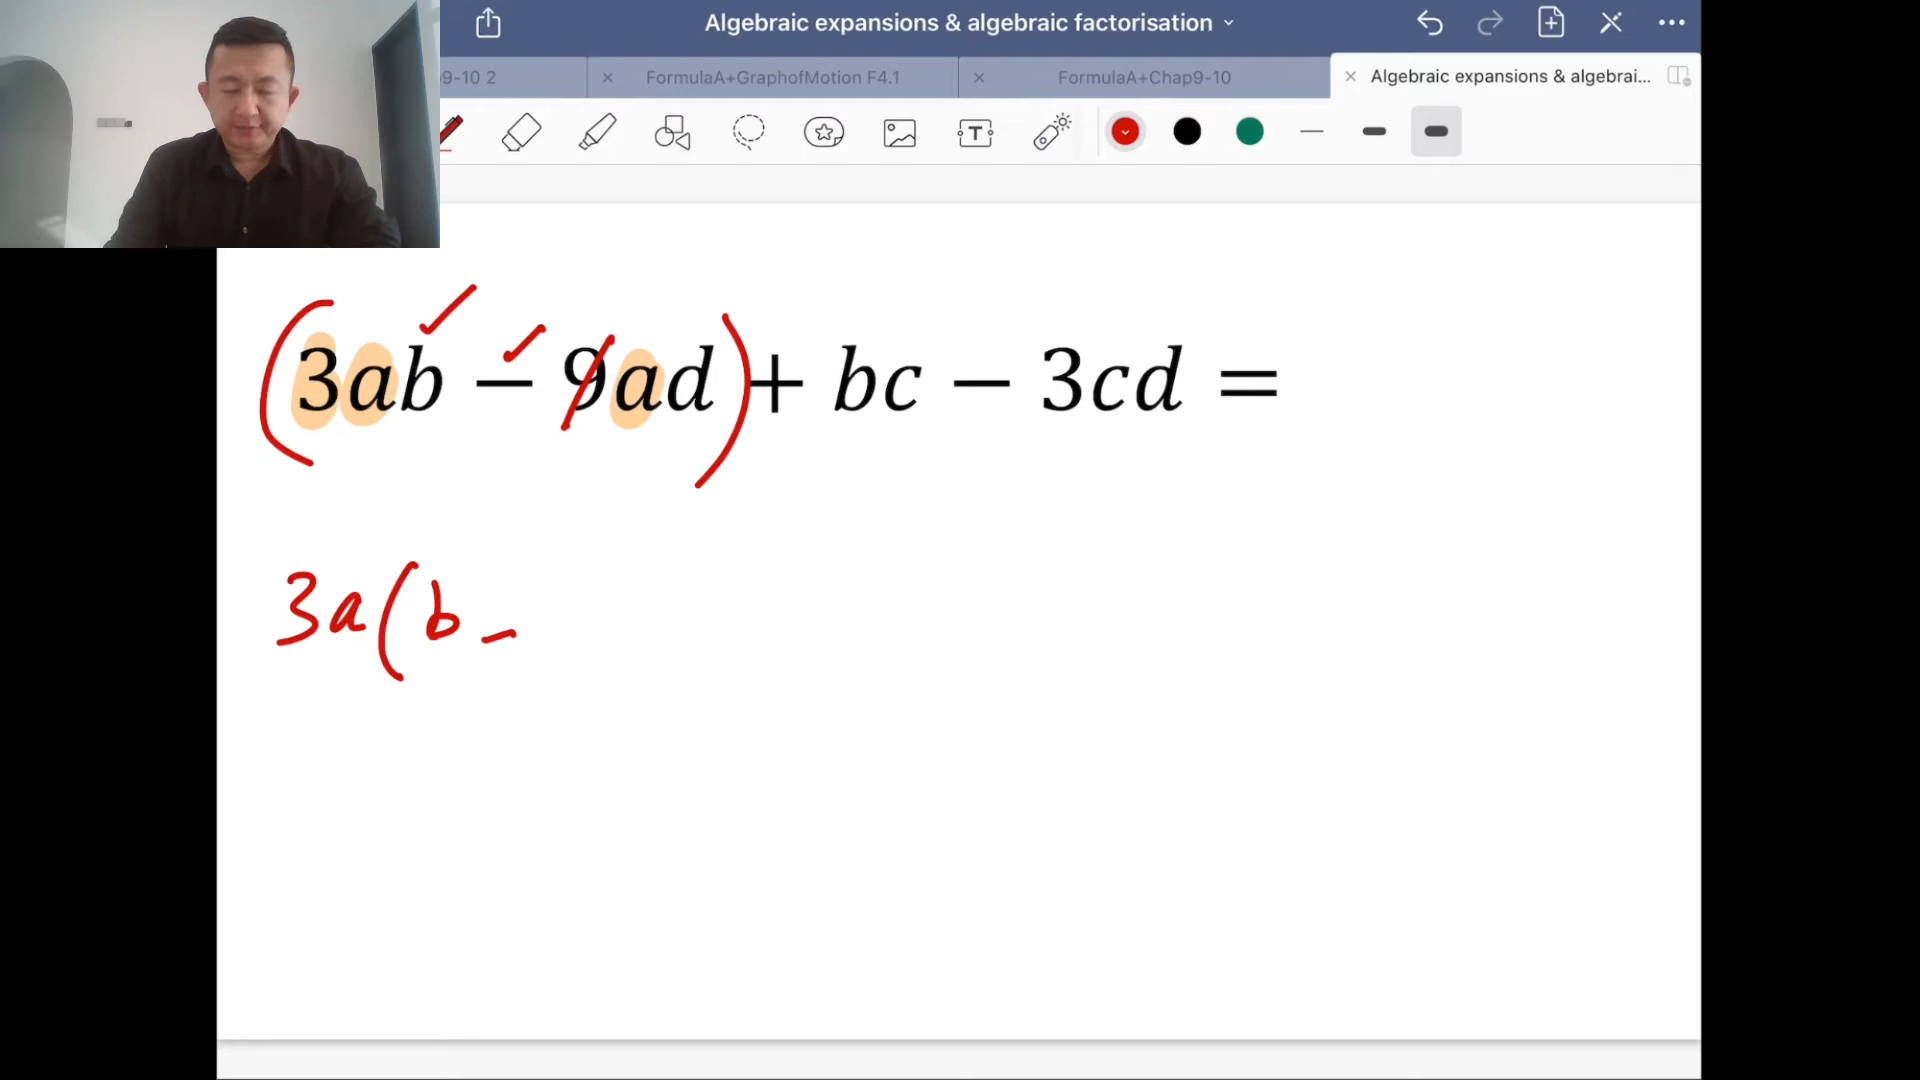 Algebraic expansions & algebraic factorisation
9-10 2
FormulaA+GraphofMotion F4.1
FormulaA+Chap9-10
Algebraic expansions & algebrai...
T
(3ab − 9ad) + bc − 3cd =
3a(b −